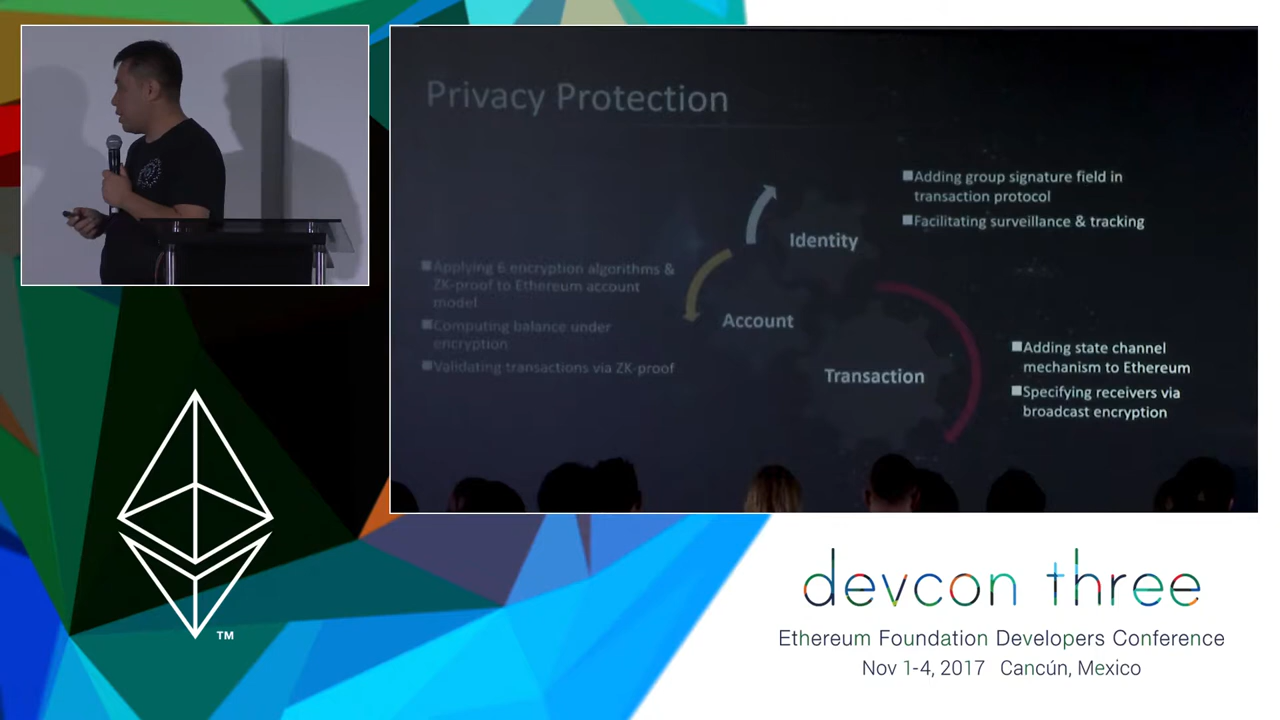 Privacy Protection
■Adding group signature field in
transaction protocol
■Facilitating surveillance & tracking
Identity
■Applying 6 encryption algorithms &
ZK-proof to Ethereum account
model
■Computing balance under
encryption
■Validating transactions via ZK-proof
Account
Transaction
■Adding state channel
mechanism to Ethereum
■Specifying receivers via
broadcast encryption
TM
devcon three
Ethereum Foundation Developers Conference
Nov 1-4, 2017 Cancún, Mexico